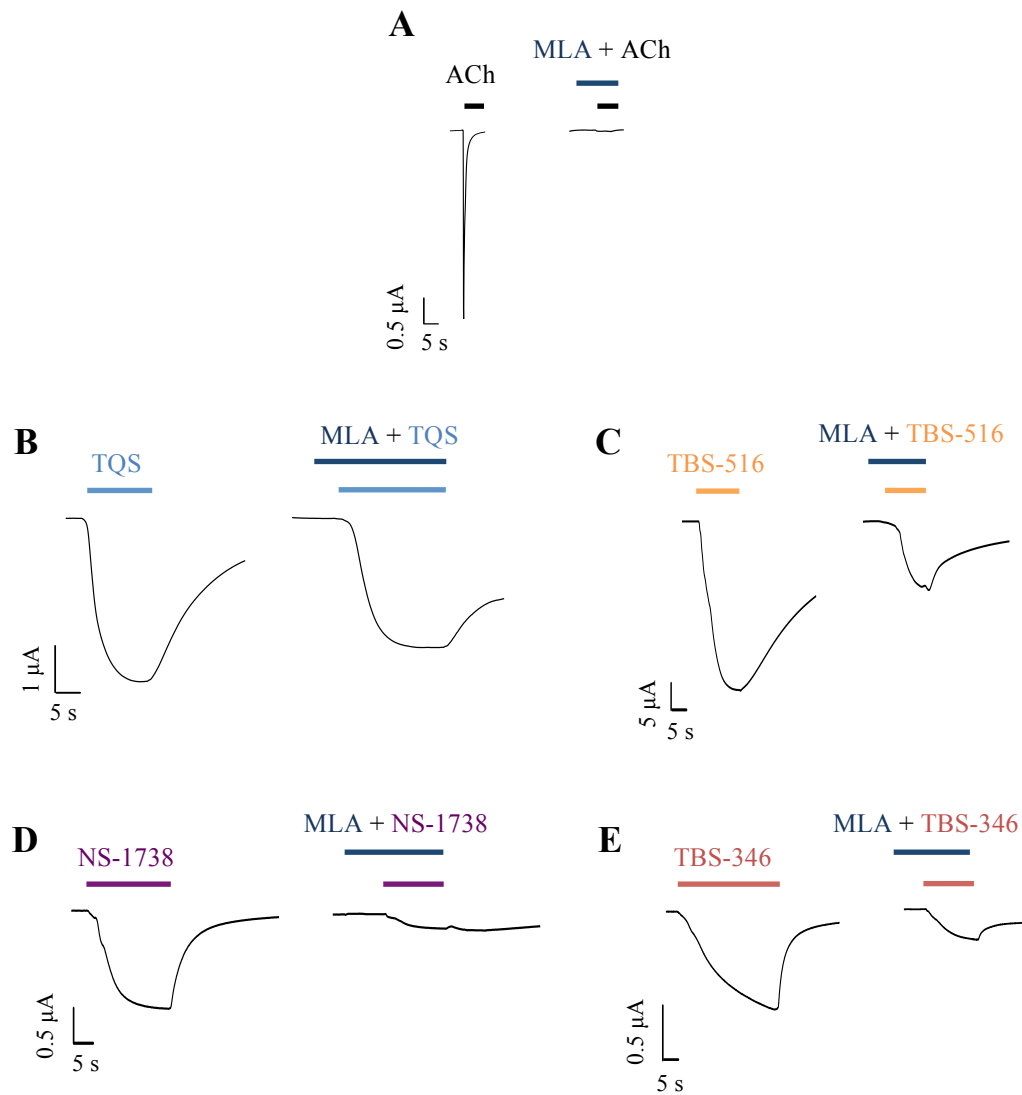 A
MLA + ACh
ACh
0.5 µA
5 s
B
MLA + TQS
TQS
1 µA
5 s
C
MLA + TBS-516
TBS-516
5 µA
5 s
D
MLA + NS-1738
NS-1738
0.5 µA
5 s
E
MLA + TBS-346
TBS-346
0.5 µA
5 s